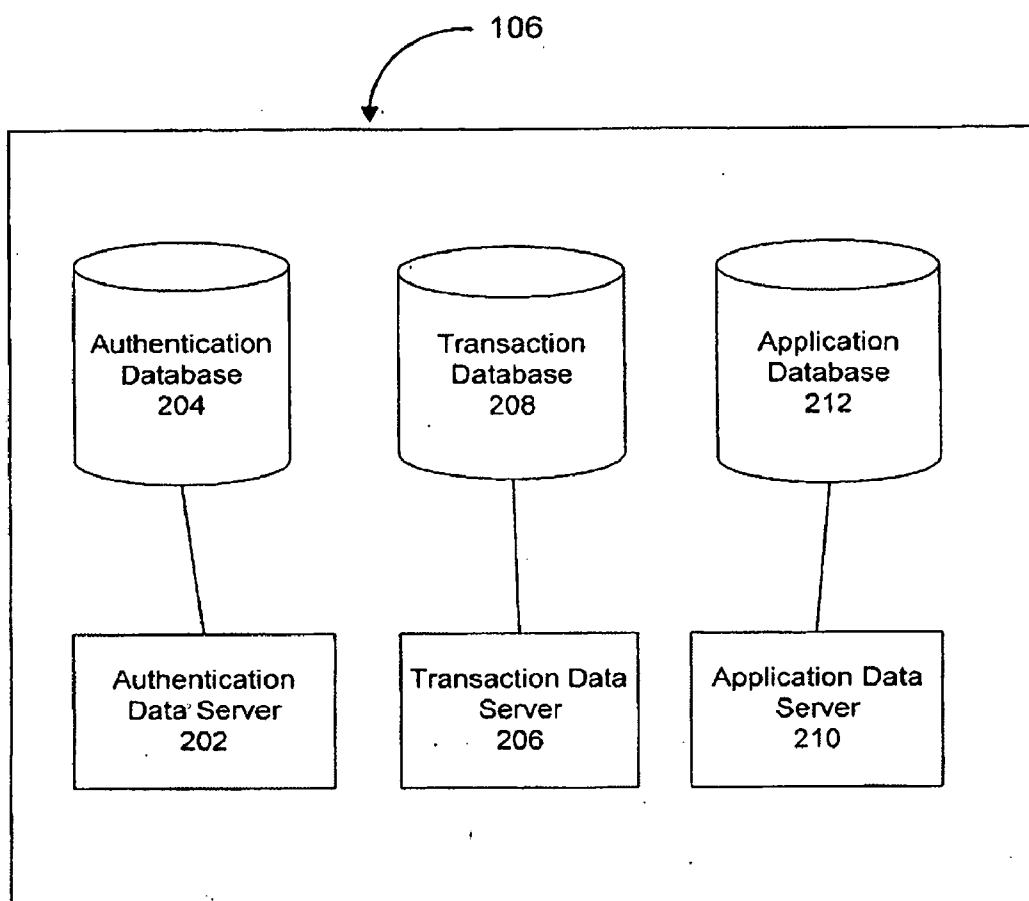 106
Authentication
Database
204
Transaction
Database
208
Application
Database
212
Authentication
Data Server
202
Transaction Data
Server
206
Application Data
Server
210